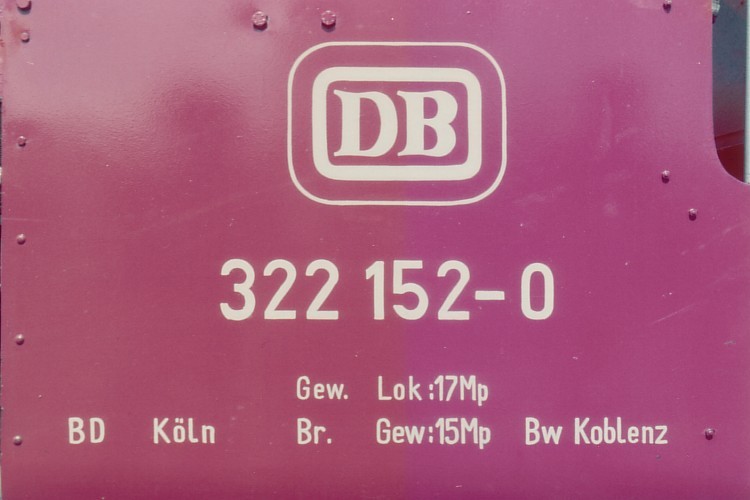 DB
322 152-0
Gew. Lok:17Mp
BD Köln Br. Gew:15Mp Bw Koblenz